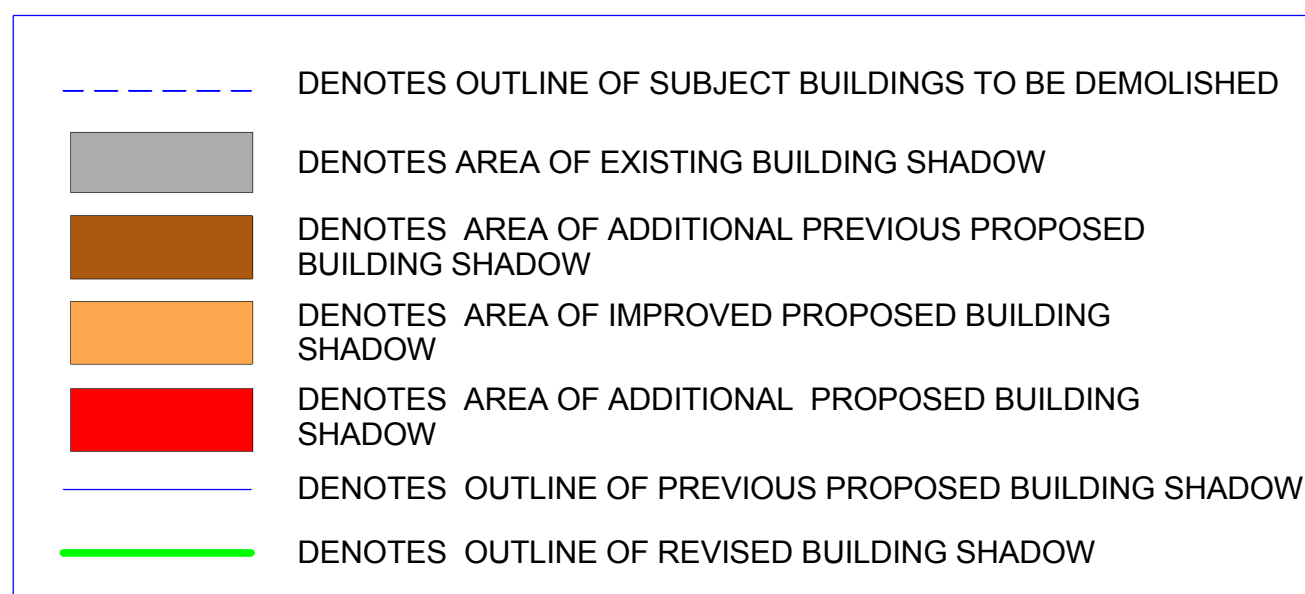 DENOTES OUTLINE OF SUBJECT BUILDINGS TO BE DEMOLISHED
DENOTES AREA OF EXISTING BUILDING SHADOW
DENOTES AREA OF ADDITIONAL PREVIOUS PROPOSED
BUILDING SHADOW
DENOTES AREA OF IMPROVED PROPOSED BUILDING
SHADOW
DENOTES AREA OF ADDITIONAL PROPOSED BUILDING
SHADOW
DENOTES OUTLINE OF PREVIOUS PROPOSED BUILDING SHADOW
DENOTES OUTLINE OF REVISED BUILDING SHADOW